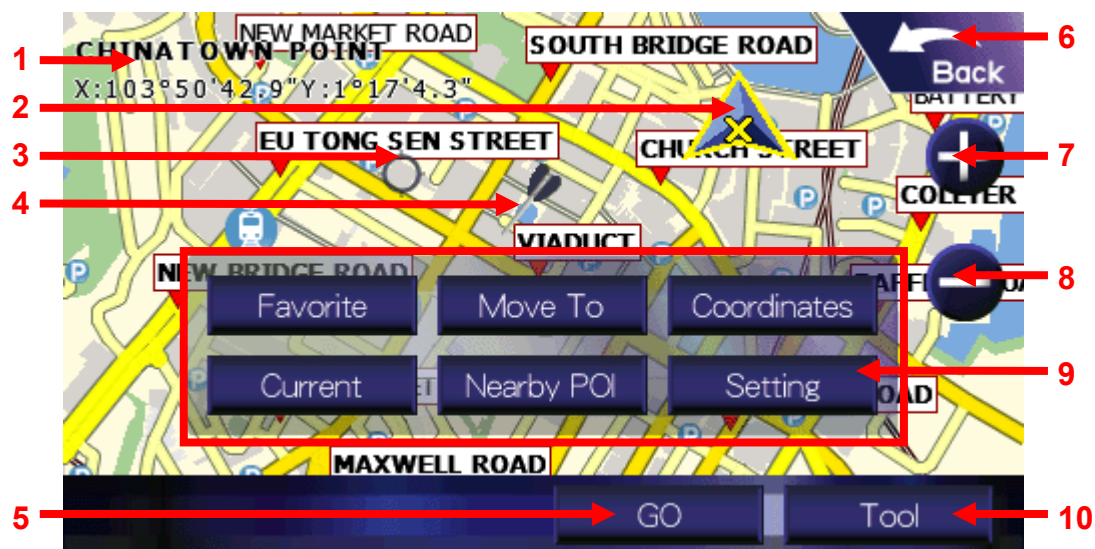 NEW MARKET ROAD
SOUTH BRIDGE ROAD
6
1
CHINATOWN POINT
Back
X:103°50'42.9"Y:1°17'4.3"
2
BATTERY
EU TONG SEN STREET
CHURCH STREET
3
7
4
COLLYER
VIADUCT
NEW BRIDGE ROAD
8
Favorite
Move To
Coordinates
Current
Nearby POI
Setting
9
ROAD
MAXWELL ROAD
5
GO
Tool
10